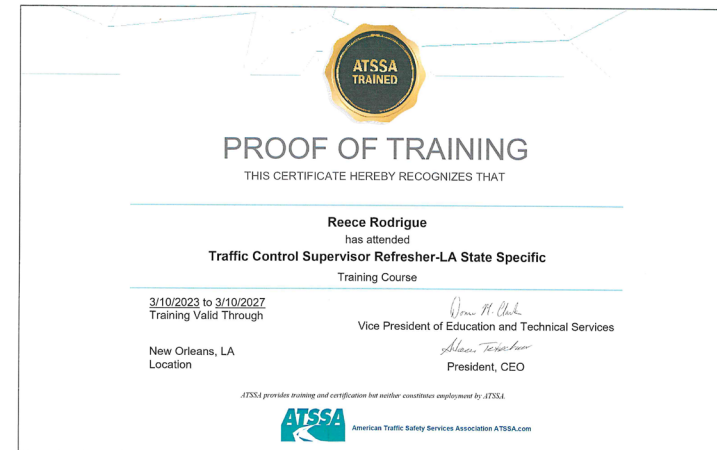 ATSSA
TRAINED
PROOF OF TRAINING
THIS CERTIFICATE HEREBY RECOGNIZES THAT
Reece Rodrigue
has attended
Traffic Control Supervisor Refresher-LA State Specific
Training Course
3/10/2023 to 3/10/2027
Training Valid Through
Vice President of Education and Technical Services
New Orleans, LA
Location
President, CEO
ATSSA provides training and certification but neither constitutes employment by ATSSA.
ATSSA
American Traffic Safety Services Association ATSSA.com